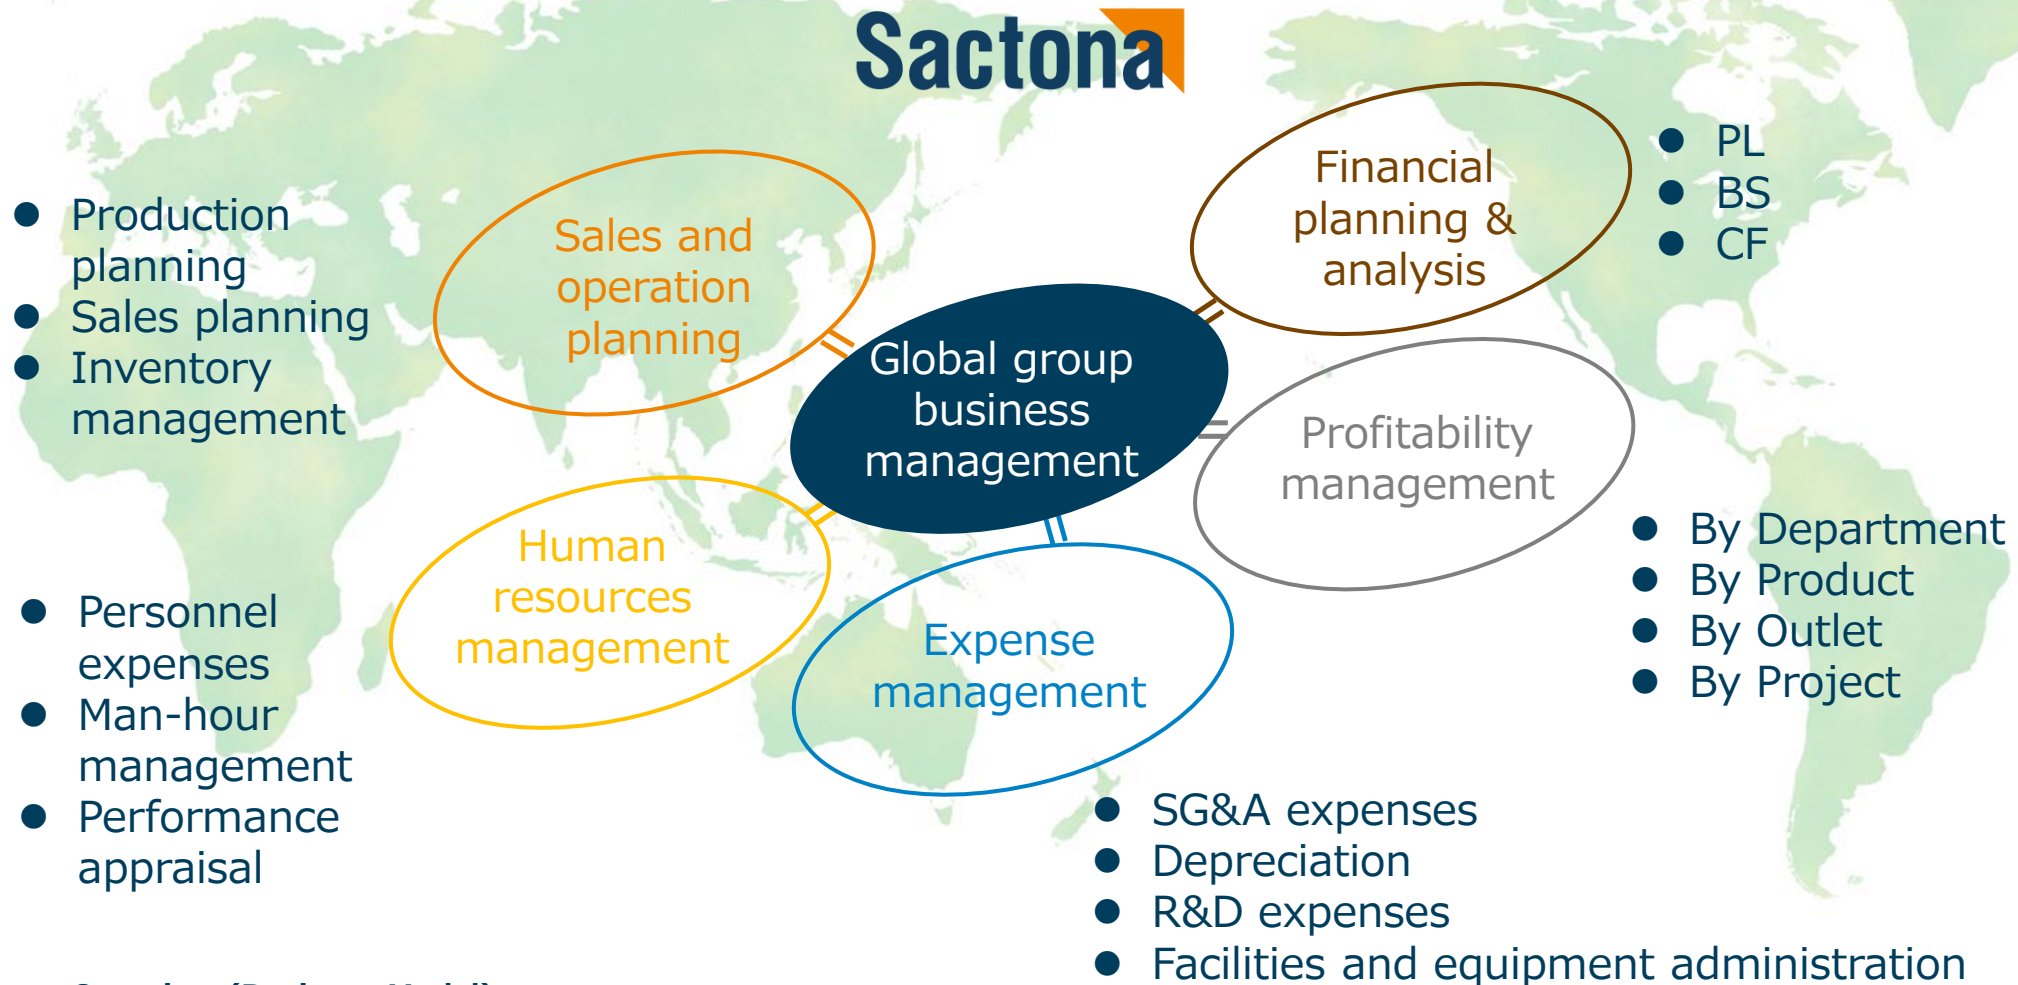 Sactona
Financial
planning &
analysis
● PL
● BS
● CF
Sales and
operation
planning
● Production
planning
● Sales planning
● Inventory
management
Global group
business
management
Profitability
management
● By Department
● By Product
● By Outlet
● By Project
Human
resources
management
● Personnel
expenses
● Man-hour
management
● Performance
appraisal
Expense
management
● SG&A expenses
● Depreciation
● R&D expenses
● Facilities and equipment administration